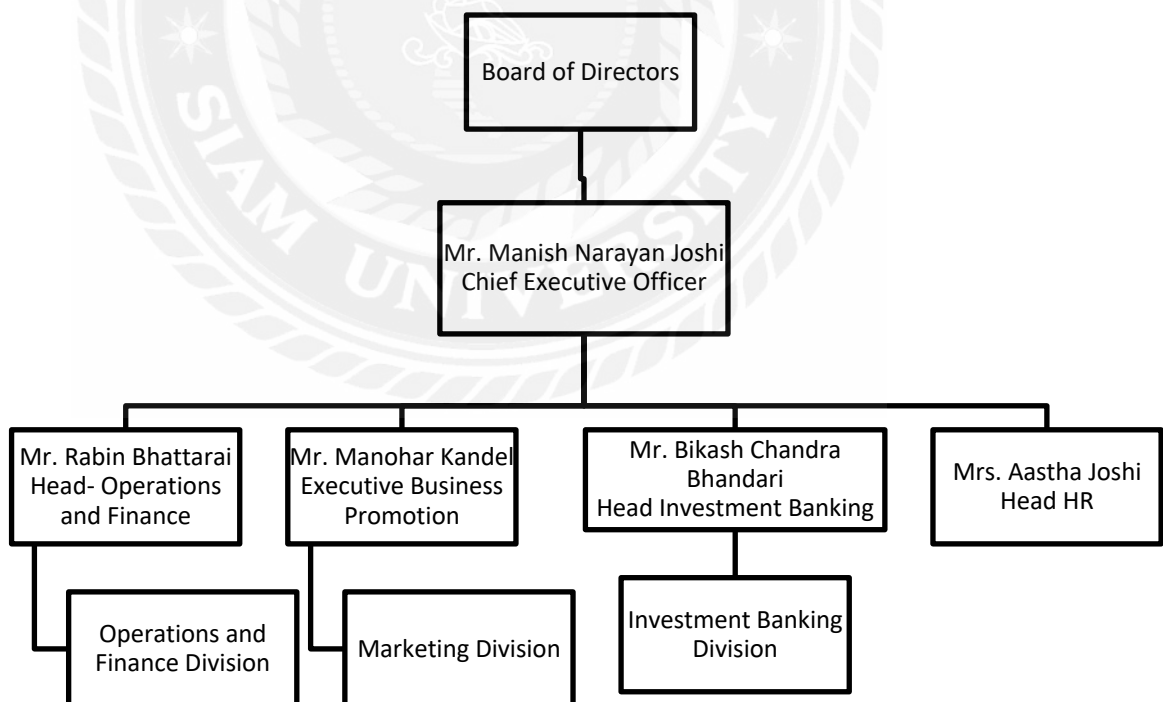 SIAM UNIVERSITY
Board of Directors
Mr. Manish Narayan Joshi
Chief Executive Officer
Mr. Rabin Bhattarai
Head- Operations
and Finance
Mr. Manohar Kandel
Executive Business
Promotion
Mr. Bikash Chandra
Bhandari
Head Investment Banking
Mrs. Aastha Joshi
Head HR
Operations and
Finance Division
Marketing Division
Investment Banking
Division